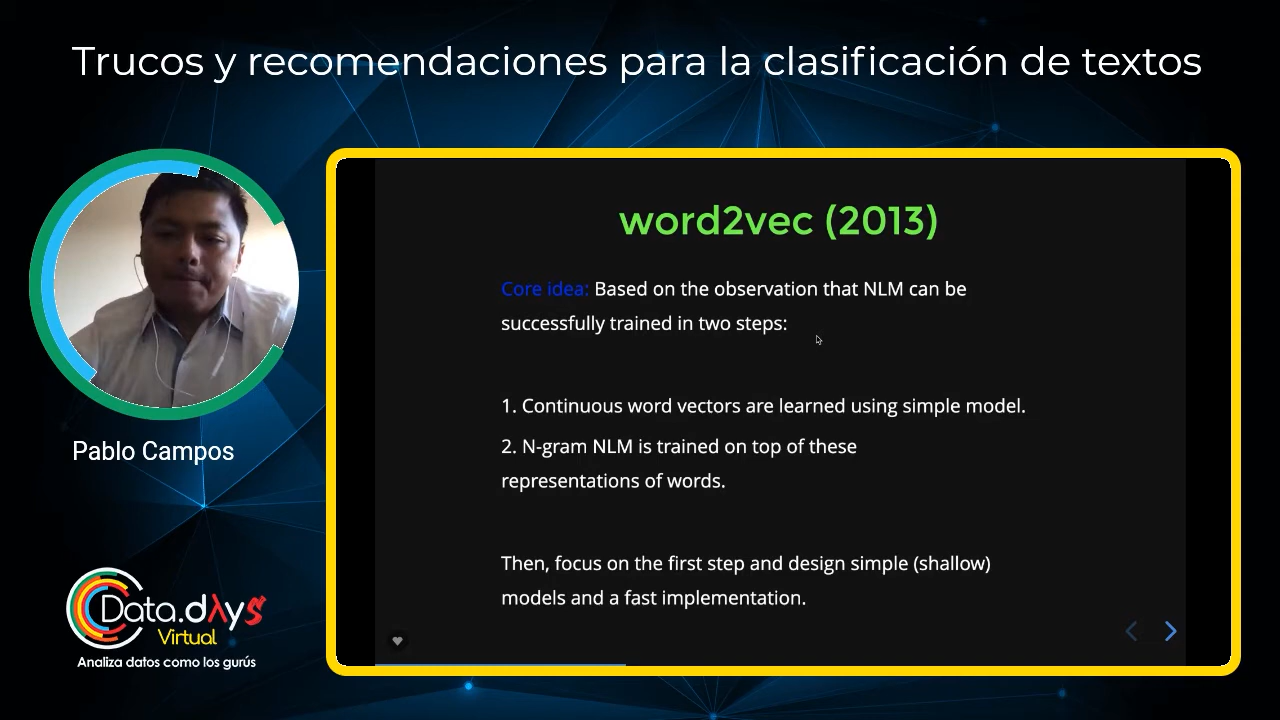 Trucos y recomendaciones para la clasificación de textos
word2vec (2013)
Core idea: Based on the observation that NLM can be
successfully trained in two steps:
1. Continuous word vectors are learned using simple model.
2. N-gram NLM is trained on top of these
representations of words.
Then, focus on the first step and design simple (shallow)
models and a fast implementation.
Pablo Campos
Data.dAyS
Virtual
Analiza datos como los gurús